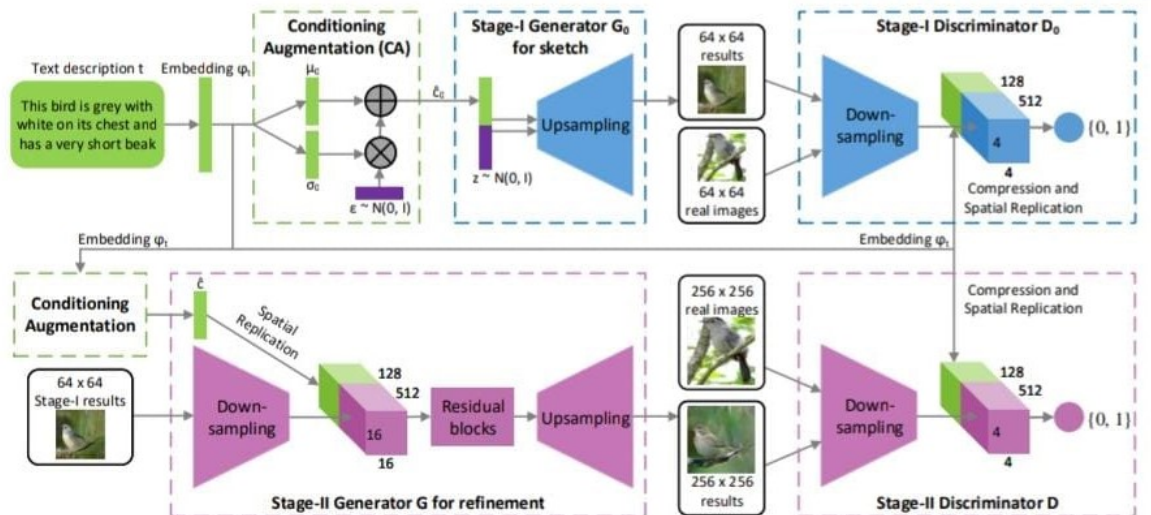 Conditioning
Augmentation (CA)
Stage-I Generator G₀
for sketch
Stage-I Discriminator D₀
Text description t
Embedding φₜ
μ₀
σ₀
ε ~ N(0, I)
ĉ₀
z ~ N(0, I)
This bird is grey with
white on its chest and
has a very short beak
Upsampling
64 x 64
results
64 x 64
real images
Down-
sampling
128
512
4
4
{0, 1}
Compression and
Spatial Replication
Embedding φₜ
Embedding φₜ
Conditioning
Augmentation
ĉ
Spatial
Replication
64 x 64
Stage-I results
Down-
sampling
128
512
16
16
Residual
blocks
Upsampling
Stage-II Generator G for refinement
256 x 256
real images
256 x 256
results
Compression and
Spatial Replication
Down-
sampling
128
512
4
4
{0, 1}
Stage-II Discriminator D